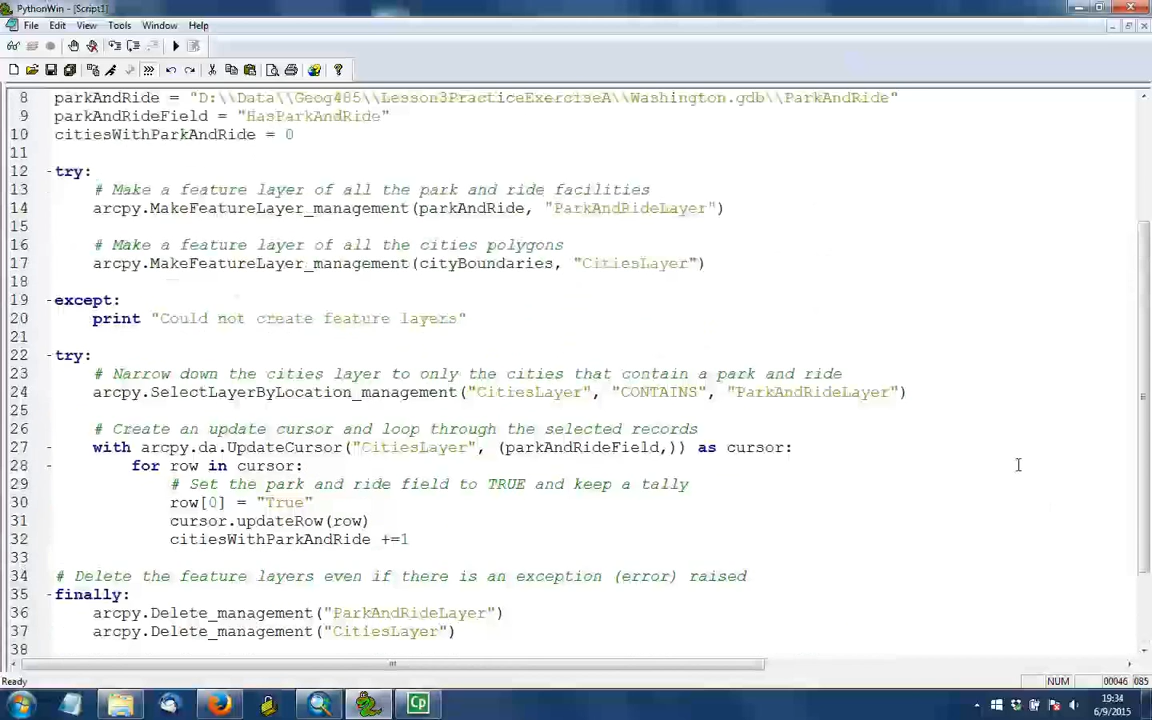 PythonWin - [Script1]
File Edit View Tools Window Help
8 parkAndRide = "D:\\Data\\Geog485\\Lesson3PracticeExerciseA\\Washington.gdb\\ParkAndRide"
9 parkAndRideField = "HasParkAndRide"
10 citiesWithParkAndRide = 0
11
12 try:
13 # Make a feature layer of all the park and ride facilities
14 arcpy.MakeFeatureLayer_management(parkAndRide, "ParkAndRideLayer")
15
16 # Make a feature layer of all the cities polygons
17 arcpy.MakeFeatureLayer_management(cityBoundaries, "CitiesLayer")
18
19 except:
20 print "Could not create feature layers"
21
22 try:
23 # Narrow down the cities layer to only the cities that contain a park and ride
24 arcpy.SelectLayerByLocation_management("CitiesLayer", "CONTAINS", "ParkAndRideLayer")
25
26 # Create an update cursor and loop through the selected records
27 with arcpy.da.UpdateCursor("CitiesLayer", (parkAndRideField,)) as cursor:
28 for row in cursor:
29 # Set the park and ride field to TRUE and keep a tally
30 row[0] = "True"
31 cursor.updateRow(row)
32 citiesWithParkAndRide +=1
33
34 # Delete the feature layers even if there is an exception (error) raised
35 finally:
36 arcpy.Delete_management("ParkAndRideLayer")
37 arcpy.Delete_management("CitiesLayer")
38
Ready NUM 00046 085
Cp
19:34
6/9/2015